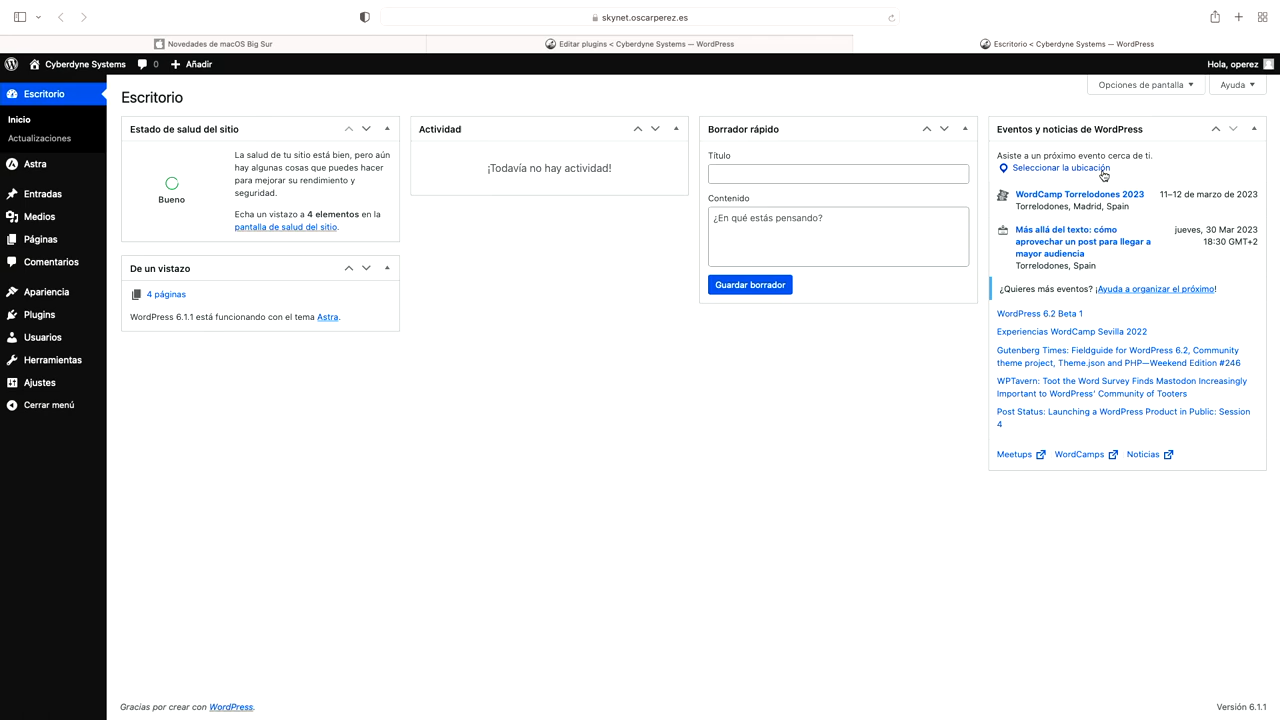 skynet.oscarperez.es
Novedades de macOS Big Sur
Editar plugins < Cyberdyne Systems — WordPress
Escritorio < Cyberdyne Systems — WordPress
Cyberdyne Systems
0
Añadir
Hola, operez
Escritorio
Inicio
Actualizaciones
Astra
Entradas
Medios
Páginas
Comentarios
Apariencia
Plugins
Usuarios
Herramientas
Ajustes
Cerrar menú
Opciones de pantalla
Ayuda
Escritorio
Estado de salud del sitio
Bueno
La salud de tu sitio está bien, pero aún
hay algunas cosas que puedes hacer
para mejorar su rendimiento y
seguridad.
Echa un vistazo a 4 elementos en la
pantalla de salud del sitio.
De un vistazo
4 páginas
WordPress 6.1.1 está funcionando con el tema Astra.
Actividad
¡Todavía no hay actividad!
Borrador rápido
Título
Contenido
¿En qué estás pensando?
Guardar borrador
Eventos y noticias de WordPress
Asiste a un próximo evento cerca de ti.
Seleccionar la ubicación
WordCamp Torrelodones 2023 11–12 de marzo de 2023
Torrelodones, Madrid, Spain
Más allá del texto: cómo jueves, 30 Mar 2023
aprovechar un post para llegar a 18:30 GMT+2
mayor audiencia
Torrelodones, Spain
¿Quieres más eventos? ¡Ayuda a organizar el próximo!
WordPress 6.2 Beta 1
Experiencias WordCamp Sevilla 2022
Gutenberg Times: Fieldguide for WordPress 6.2, Community
theme project, Theme.json and PHP—Weekend Edition #246
WPTavern: Toot the Word Survey Finds Mastodon Increasingly
Important to WordPress' Community of Tooters
Post Status: Launching a WordPress Product in Public: Session
4
Meetups WordCamps Noticias
Gracias por crear con WordPress.
Versión 6.1.1